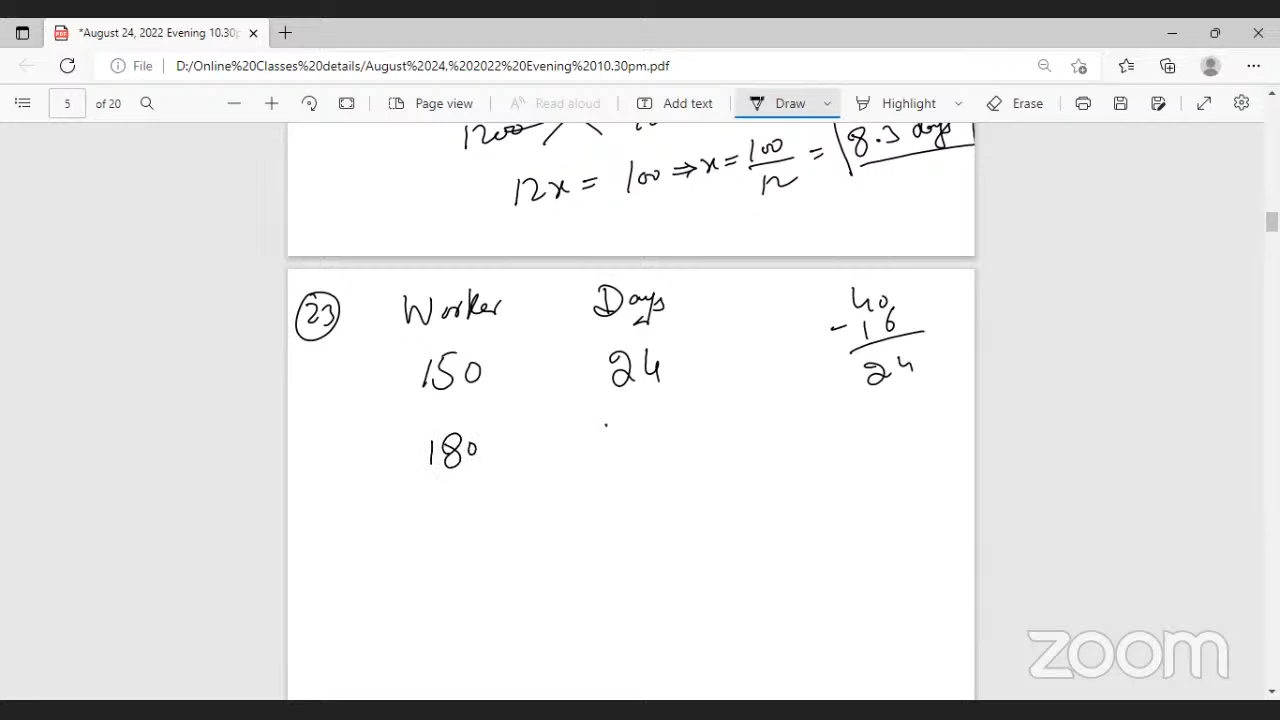 *August 24, 2022 Evening 10.30p
File D:/Online%20Classes%20details/August%2024,%202022%20Evening%2010.30pm.pdf
5 of 20 Page view Read aloud Add text Draw Highlight Erase
1200
12x = 100 ⇒ x = 100/12 = 8.3 days
23 Worker Days 40
- 16
150 24 24
180
zoom